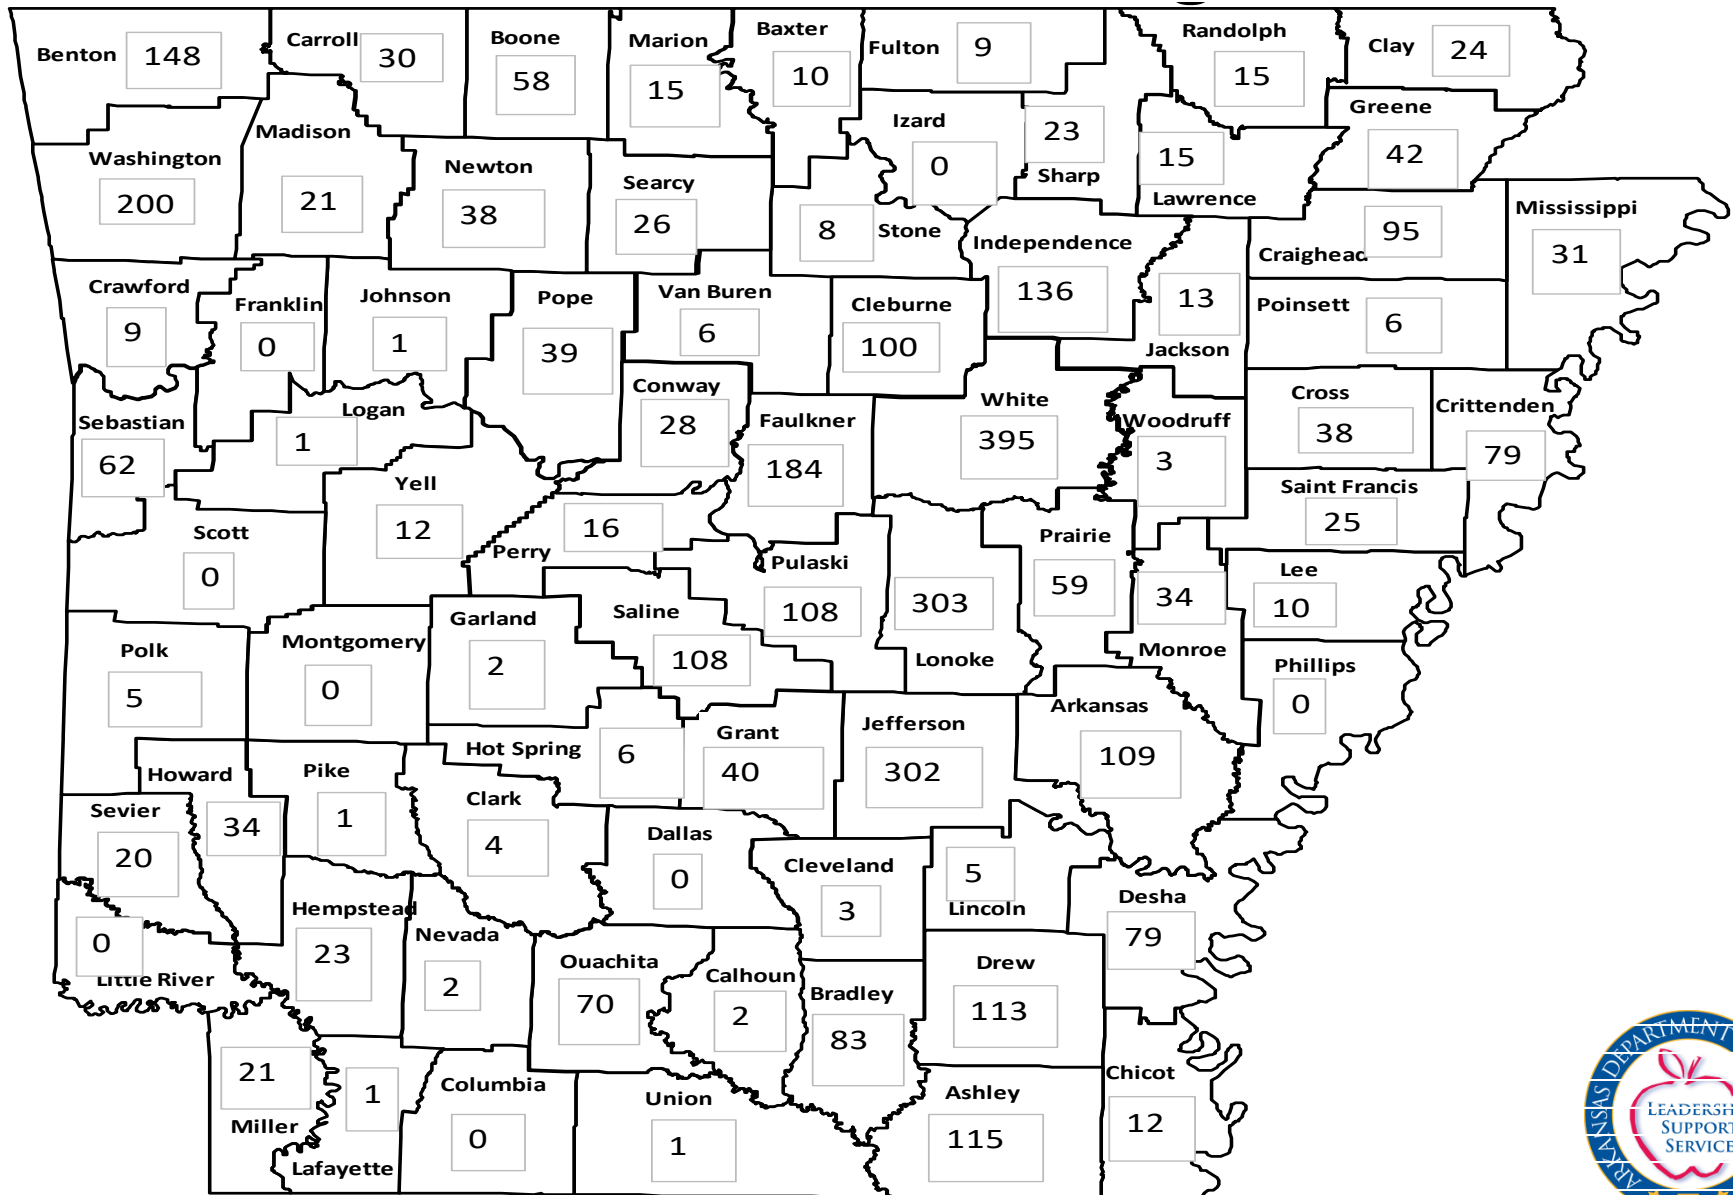 Benton 148
Carroll 30
Boone 58
Marion 15
Baxter 10
Fulton 9
Randolph 15
Clay 24
Washington 200
Madison 21
Newton 38
Searcy 26
Stone 8
Izard 0
Sharp 23
Lawrence 15
Greene 42
Craighead 95
Mississippi 31
Crawford 9
Franklin 0
Johnson 1
Pope 39
Van Buren 6
Cleburne 100
Independence 136
Jackson 13
Poinsett 6
Sebastian 62
Logan 1
Conway 28
Faulkner 184
White 395
Woodruff 3
Cross 38
Crittenden 79
Scott 0
Yell 12
Perry 16
Pulaski 108
Lonoke 303
Prairie 59
Monroe 34
Saint Francis 25
Lee 10
Phillips 0
Polk 5
Montgomery 0
Garland 2
Saline 108
Hot Spring 6
Grant 40
Jefferson 302
Arkansas 109
Howard 34
Pike 1
Clark 4
Dallas 0
Cleveland 3
Lincoln 5
Desha 79
Sevier 20
Little River 0
Hempstead 23
Nevada 2
Ouachita 70
Calhoun 2
Bradley 83
Drew 113
Miller 21
Lafayette 1
Columbia 0
Union 1
Ashley 115
Chicot 12
ARKANSAS DEPARTMENT
LEADERSH
SUPPOR
SERVICE